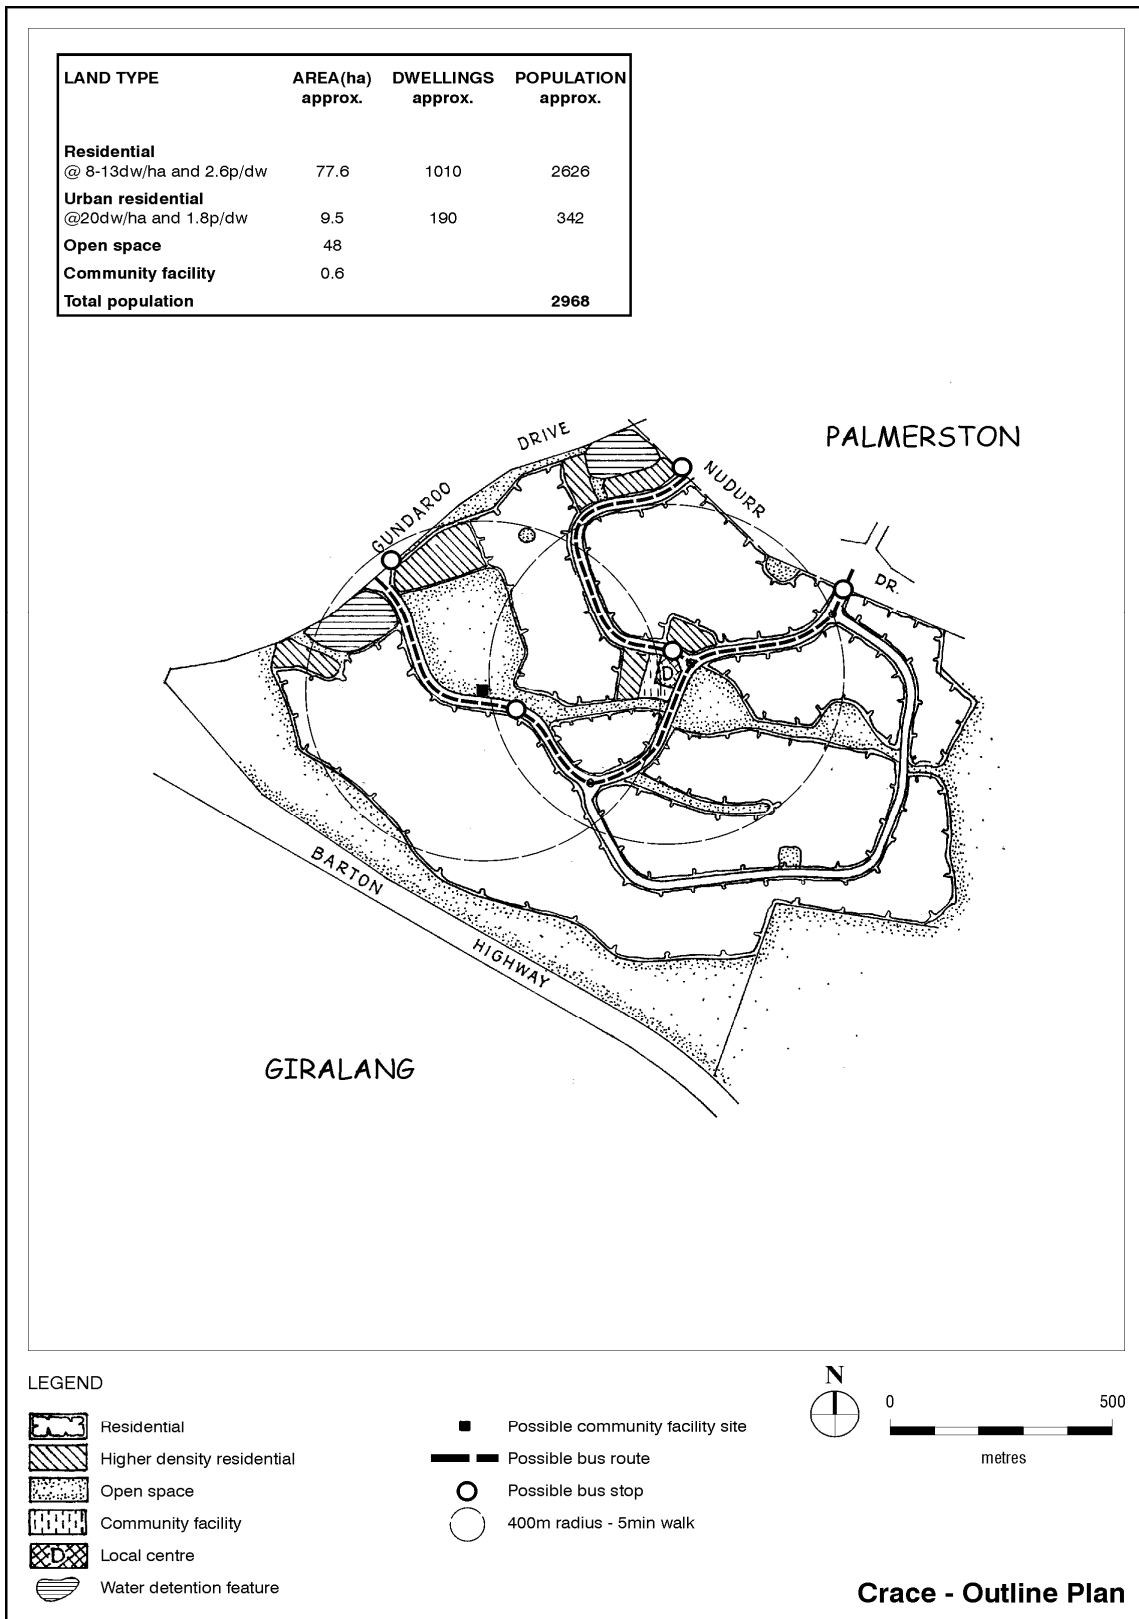 LAND TYPE AREA(ha) DWELLINGS POPULATION
approx. approx. approx.
Residential
@ 8-13dw/ha and 2.6p/dw 77.6 1010 2626
Urban residential
@20dw/ha and 1.8p/dw 9.5 190 342
Open space 48
Community facility 0.6
Total population 2968
PALMERSTON
GUNDAROO DRIVE
NUDURR DR.
D
BARTON HIGHWAY
GIRALANG
LEGEND
Residential
Higher density residential
Open space
Community facility
D Local centre
Water detention feature
Possible community facility site
Possible bus route
Possible bus stop
400m radius - 5min walk
N
0 500
metres
Crace - Outline Plan